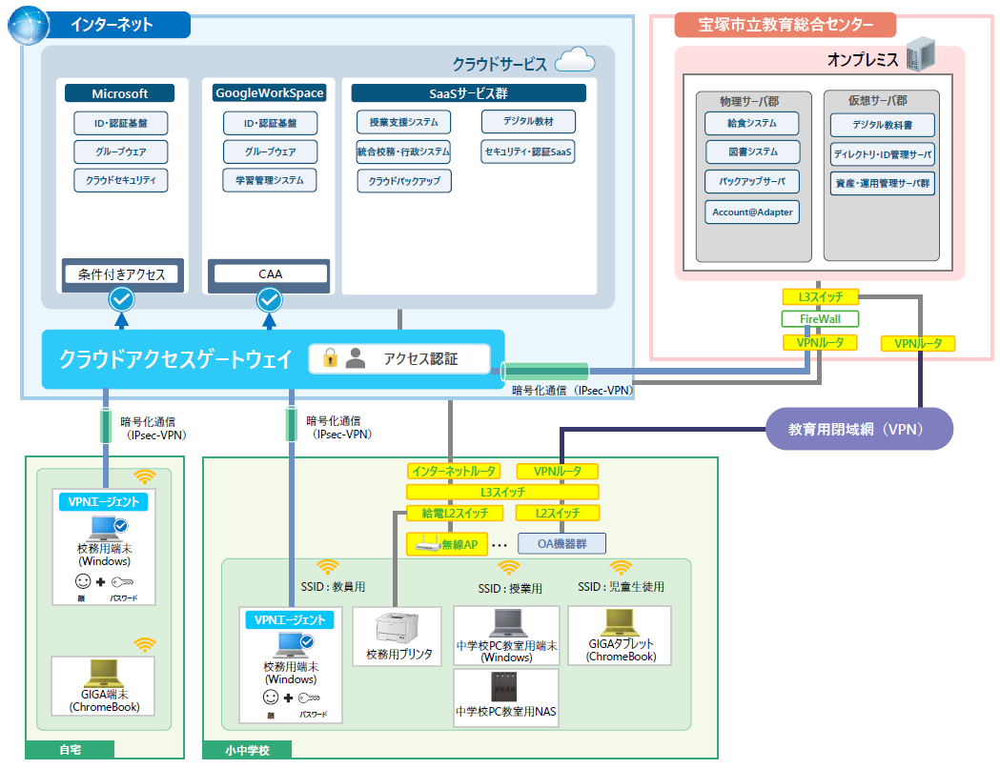 インターネット
クラウドサービス
Microsoft
ID・認証基盤
グループウェア
クラウドセキュリティ
条件付きアクセス
GoogleWorkSpace
ID・認証基盤
グループウェア
学習管理システム
CAA
SaaSサービス群
授業支援システム
デジタル教材
統合校務・行政システム
セキュリティ・認証SaaS
クラウドバックアップ
クラウドアクセスゲートウェイ
アクセス認証
暗号化通信（IPsec-VPN）
宝塚市立教育総合センター
オンプレミス
物理サーバ群
給食システム
図書システム
バックアップサーバ
Account@Adapter
仮想サーバ群
デジタル教科書
ディレクトリ・ID管理サーバ
資産・運用管理サーバ群
L3スイッチ
FireWall
VPNルータ
VPNルータ
教育用閉域網（VPN）
暗号化通信
（IPsec-VPN）
暗号化通信
（IPsec-VPN）
VPNエージェント
校務用端末
(Windows)
顔
パスワード
GIGA端末
(ChromeBook)
自宅
インターネットルータ
VPNルータ
L3スイッチ
給電L2スイッチ
L2スイッチ
無線AP
・・・
OA機器群
SSID : 教員用
SSID : 授業用
SSID : 児童生徒用
VPNエージェント
校務用端末
(Windows)
顔
パスワード
校務用プリンタ
中学校PC教室用端末
(Windows)
中学校PC教室用NAS
GIGAタブレット
(ChromeBook)
小中学校